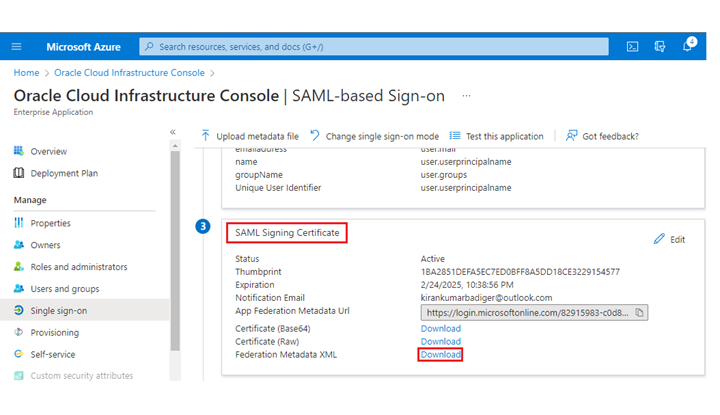 Microsoft Azure
Search resources, services, and docs (G+/)
4
Home > Oracle Cloud Infrastructure Console >
Oracle Cloud Infrastructure Console | SAML-based Sign-on ...
Enterprise Application
Upload metadata file Change single sign-on mode Test this application Got feedback?
Overview
Deployment Plan
Manage
Properties
Owners
Roles and administrators
Users and groups
Single sign-on
Provisioning
Self-service
Custom security attributes
emailaddress user.mail
name user.userprincipalname
groupName user.groups
Unique User Identifier user.userprincipalname
3
SAML Signing Certificate
Edit
Status Active
Thumbprint 1BA2851DEFA5EC7ED0BFF8A5DD18CE3229154577
Expiration 2/24/2025, 10:38:56 PM
Notification Email kirankumarbadiger@outlook.com
App Federation Metadata Url https://login.microsoftonline.com/82915983-c0d8...
Certificate (Base64) Download
Certificate (Raw) Download
Federation Metadata XML Download